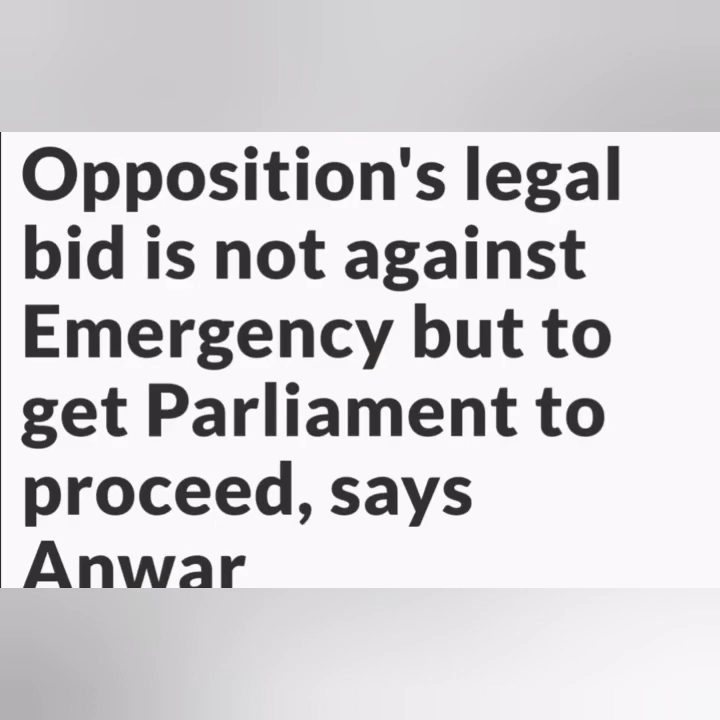 Opposition's legal
bid is not against
Emergency but to
get Parliament to
proceed, says
Anwar